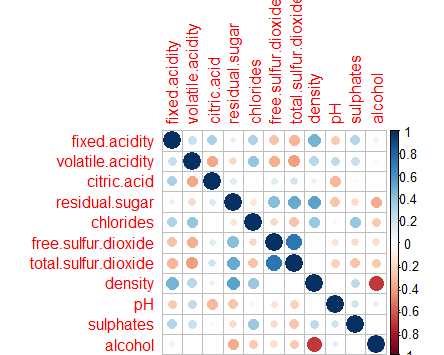 fixed.acidity
volatile.acidity
citric.acid
residual.sugar
chlorides
free.sulfur.dioxide
total.sulfur.dioxide
density
pH
sulphates
alcohol
fixed.acidity
volatile.acidity
citric.acid
residual.sugar
chlorides
free.sulfur.dioxide
total.sulfur.dioxide
density
pH
sulphates
alcohol
1
0.8
0.6
0.4
0.2
0
-0.2
-0.4
-0.6
-0.8